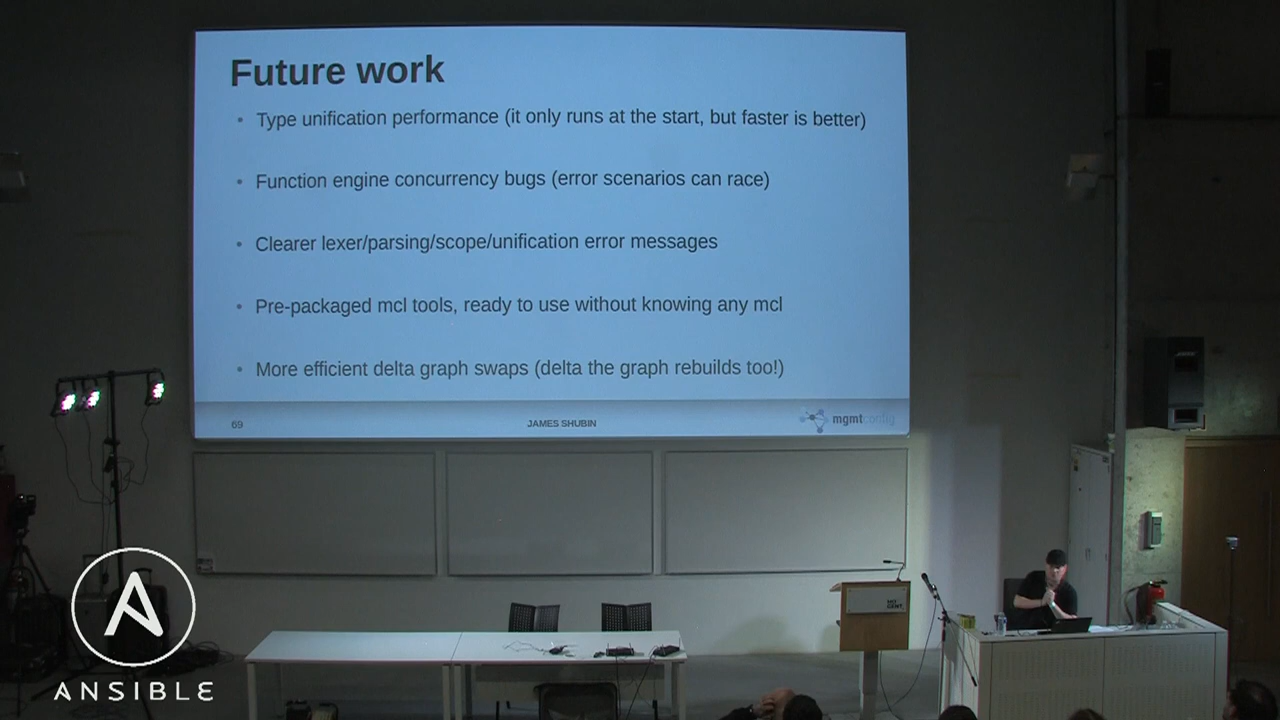 Future work
• Type unification performance (it only runs at the start, but faster is better)
• Function engine concurrency bugs (error scenarios can race)
• Clearer lexer/parsing/scope/unification error messages
• Pre-packaged mcl tools, ready to use without knowing any mcl
• More efficient delta graph swaps (delta the graph rebuilds too!)
69
JAMES SHUBIN
mgmtconfig
ANSIBLE